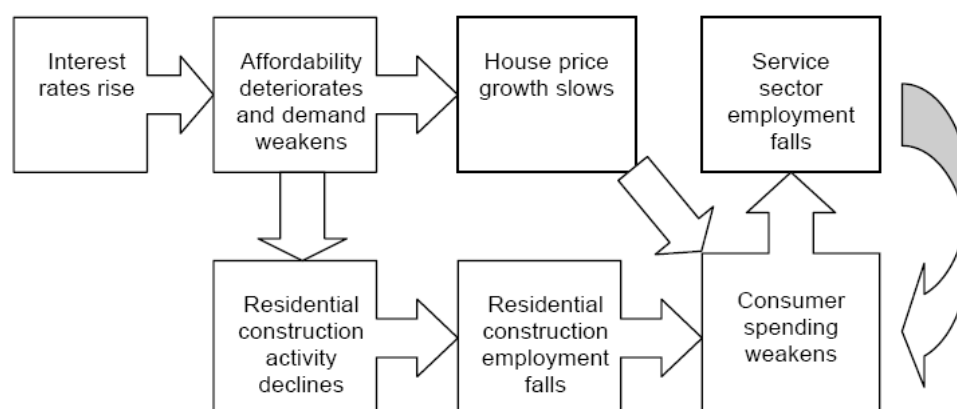 Interest
rates rise
Affordability
deteriorates
and demand
weakens
House price
growth slows
Service
sector
employment
falls
Residential
construction
activity
declines
Residential
construction
employment
falls
Consumer
spending
weakens